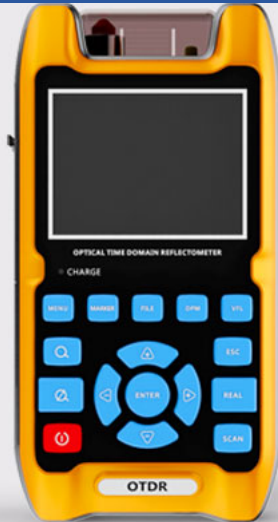 OPTICAL TIME DOMAIN REFLECTOMETER
CHARGE
MENU MARKER FILE OPM VFL
ESC
ENTER REAL
SCAN
OTDR